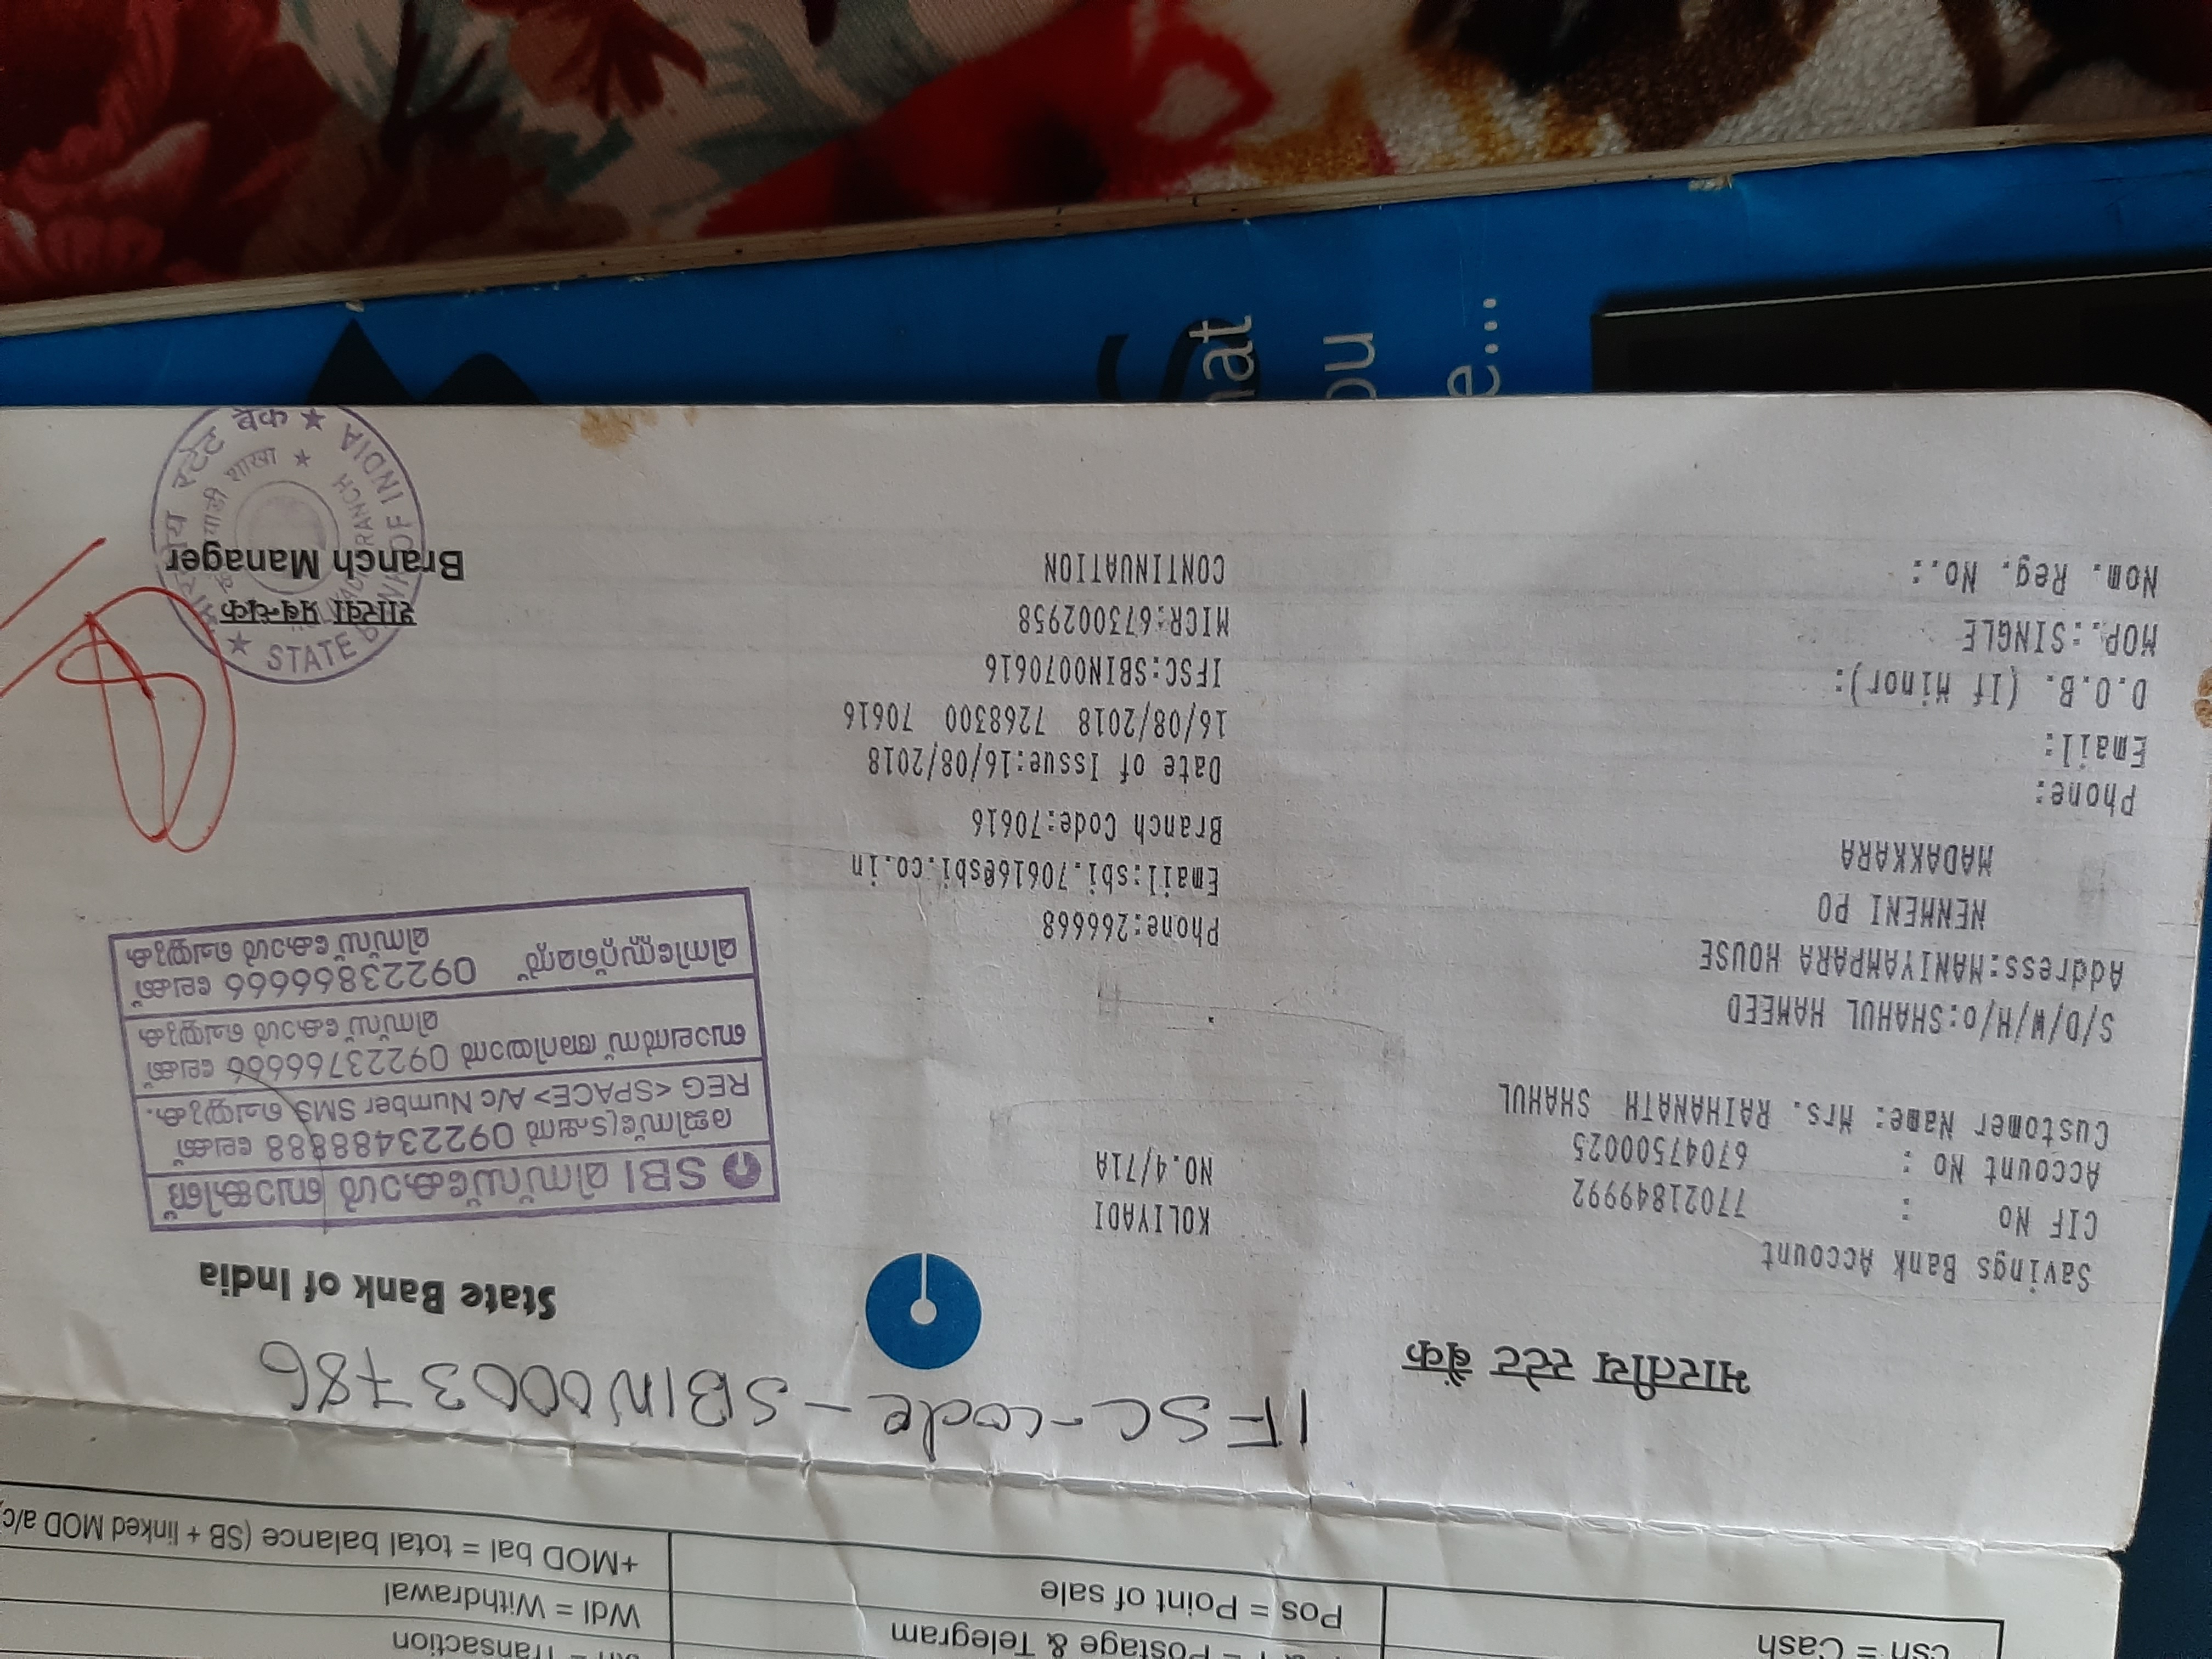 Csh = Cash
Postage & Telegram
Transaction
Pos = Point of sale
Wdl = Withdrawal
+MOD bal = total balance (SB + linked MOD a/c)
IFSC-code-SBIN0003786
भारतीय स्टेट बैंक
State Bank of India
Savings Bank Account
CIF No : 77021849992
Account No : 67047500025
Customer Name: Mrs. RAIHANATH SHAHUL
S/D/W/H/o:SHAHUL HAMEED
Address:MANIYAMPARA HOUSE
NENMENI PO
MADAKKARA
Phone:
Email:
D.O.B. (If Minor):
MOP.:SINGLE
Nom. Reg. No.:
KOLIYADI
NO.4/71A
Phone:266668
Email:sbi.70616@sbi.co.in
Branch Code:70616
Date of Issue:16/08/2018
16/08/2018 7268300 70616
IFSC:SBIN0070616
MICR:673002958
CONTINUATION
SBI മിസ്ഡ്കോൾ ബാങ്കിങ്ങ്
രജിസ്ട്രേഷൻ 09223488888 ലേക്ക്
REG <SPACE> A/c Number SMS ചെയ്യുക.
ബാലൻസ് അറിയാൻ 09223766666 ലേക്ക്
മിസ്ഡ് കോൾ ചെയ്യുക
മിനിസ്റ്റേറ്റ്മെന്റ് 09223866666 ലേക്ക്
മിസ്ഡ് കോൾ ചെയ്യുക
शाखा प्रबन्धक
Branch Manager
STATE
BRANCH
OF INDIA
स्टेट बैंक
शाखा
hat
ou
e...